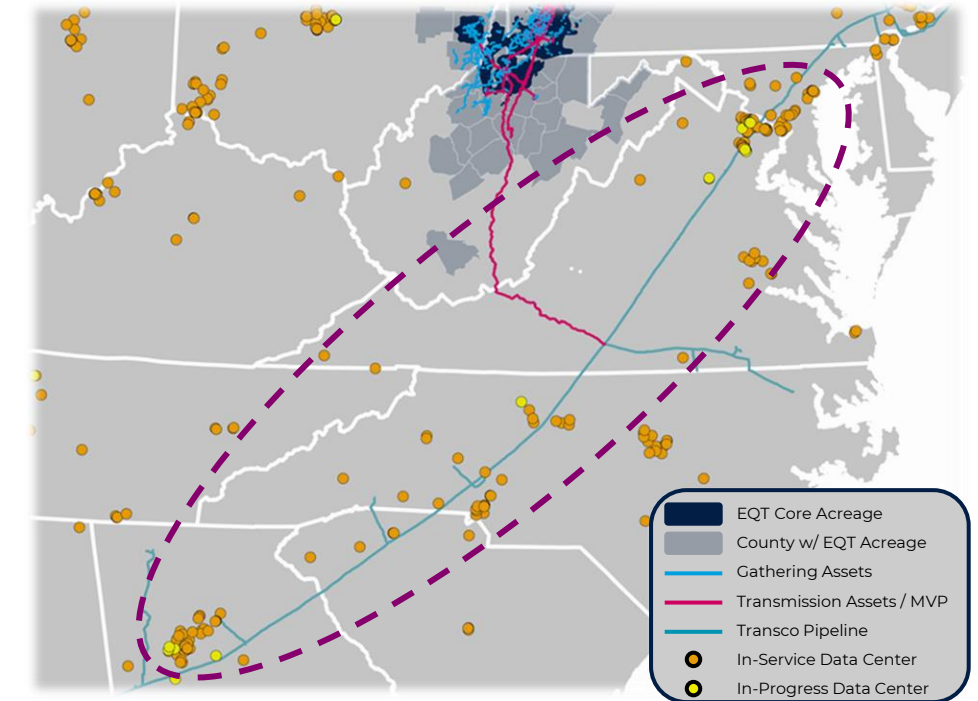 EQT Core Acreage
County w/ EQT Acreage
Gathering Assets
Transmission Assets / MVP
Transco Pipeline
In-Service Data Center
In-Progress Data Center